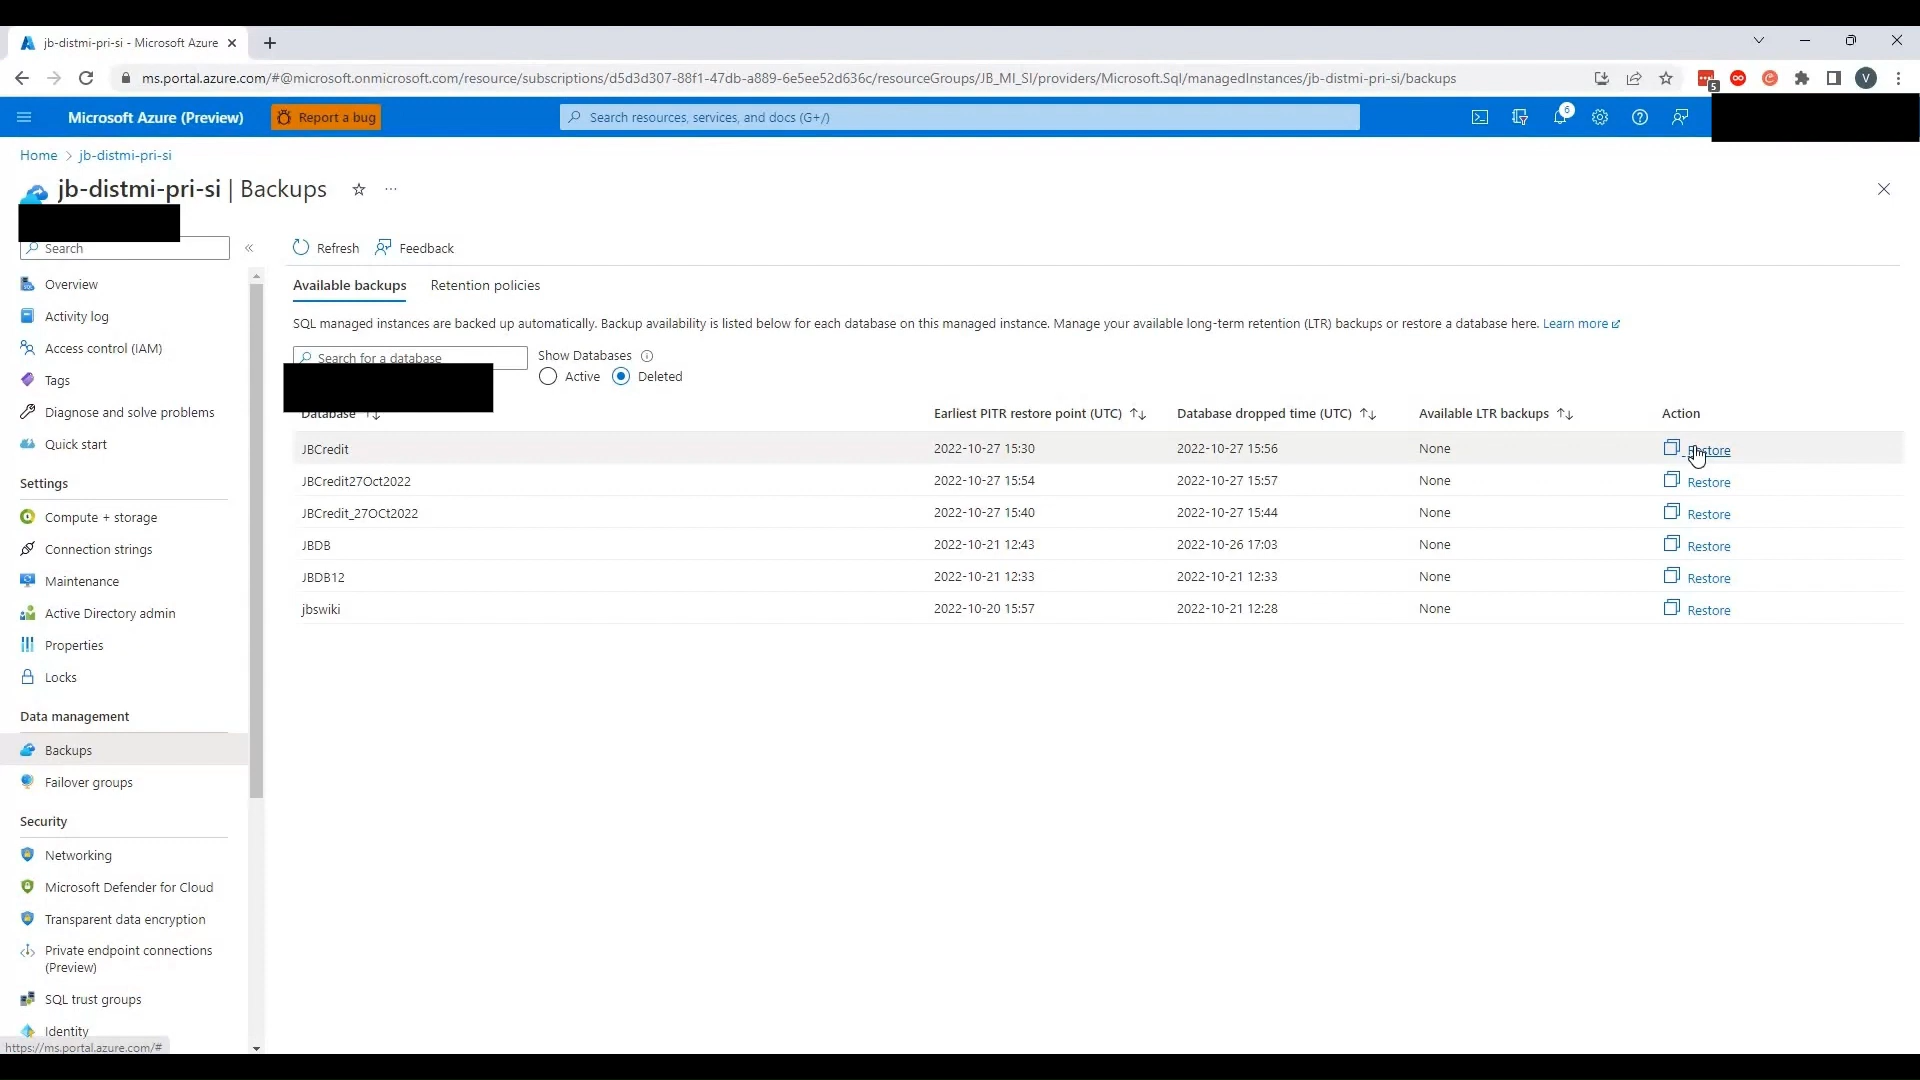 jb-distmi-pri-si - Microsoft Azure
ms.portal.azure.com/#@microsoft.onmicrosoft.com/resource/subscriptions/d5d3d307-88f1-47db-a889-6e5ee52d636c/resourceGroups/JB_MI_SI/providers/Microsoft.Sql/managedInstances/jb-distmi-pri-si/backups
5
V
Microsoft Azure (Preview)
Report a bug
Search resources, services, and docs (G+/)
6
Home > jb-distmi-pri-si
jb-distmi-pri-si | Backups
Search
Refresh
Feedback
Overview
Activity log
Access control (IAM)
Tags
Diagnose and solve problems
Quick start
Settings
Compute + storage
Connection strings
Maintenance
Active Directory admin
Properties
Locks
Data management
Backups
Failover groups
Security
Networking
Microsoft Defender for Cloud
Transparent data encryption
Private endpoint connections
(Preview)
SQL trust groups
Identity
https://ms.portal.azure.com/#
Available backups
Retention policies
SQL managed instances are backed up automatically. Backup availability is listed below for each database on this managed instance. Manage your available long-term retention (LTR) backups or restore a database here. Learn more
Search for a database
Show Databases
Active
Deleted
Database Earliest PITR restore point (UTC) Database dropped time (UTC) Available LTR backups Action
JBCredit 2022-10-27 15:30 2022-10-27 15:56 None Restore
JBCredit27Oct2022 2022-10-27 15:54 2022-10-27 15:57 None Restore
JBCredit_27OCt2022 2022-10-27 15:40 2022-10-27 15:44 None Restore
JBDB 2022-10-21 12:43 2022-10-26 17:03 None Restore
JBDB12 2022-10-21 12:33 2022-10-21 12:33 None Restore
jbswiki 2022-10-20 15:57 2022-10-21 12:28 None Restore